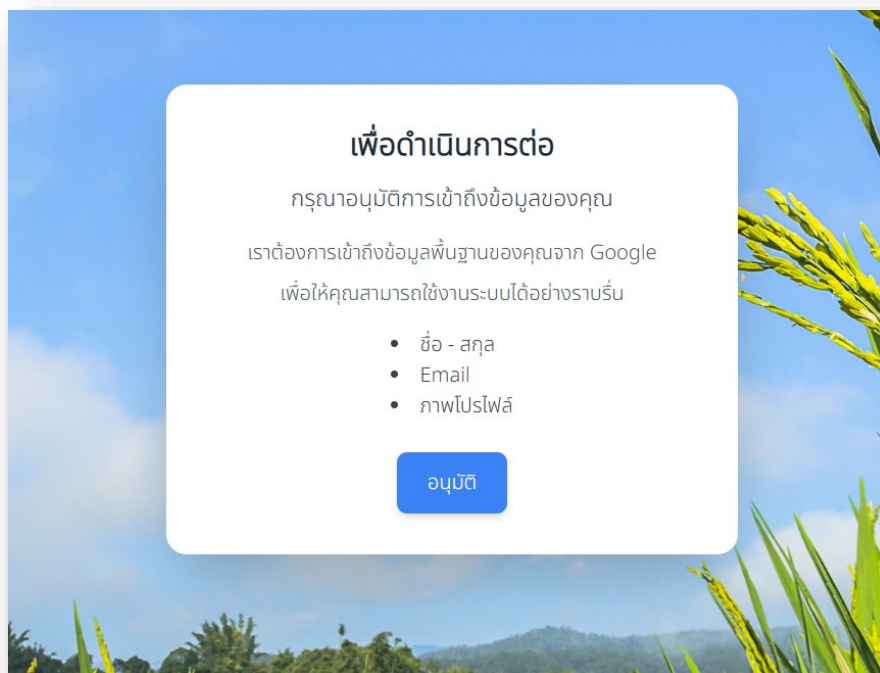 เพื่อดำเนินการต่อ
กรุณาอนุมัติการเข้าถึงข้อมูลของคุณ
เราต้องการเข้าถึงข้อมูลพื้นฐานของคุณจาก Google
เพื่อให้คุณสามารถใช้งานระบบได้อย่างราบรื่น
• ชื่อ - สกุล
• Email
• ภาพโปรไฟล์
อนุมัติ